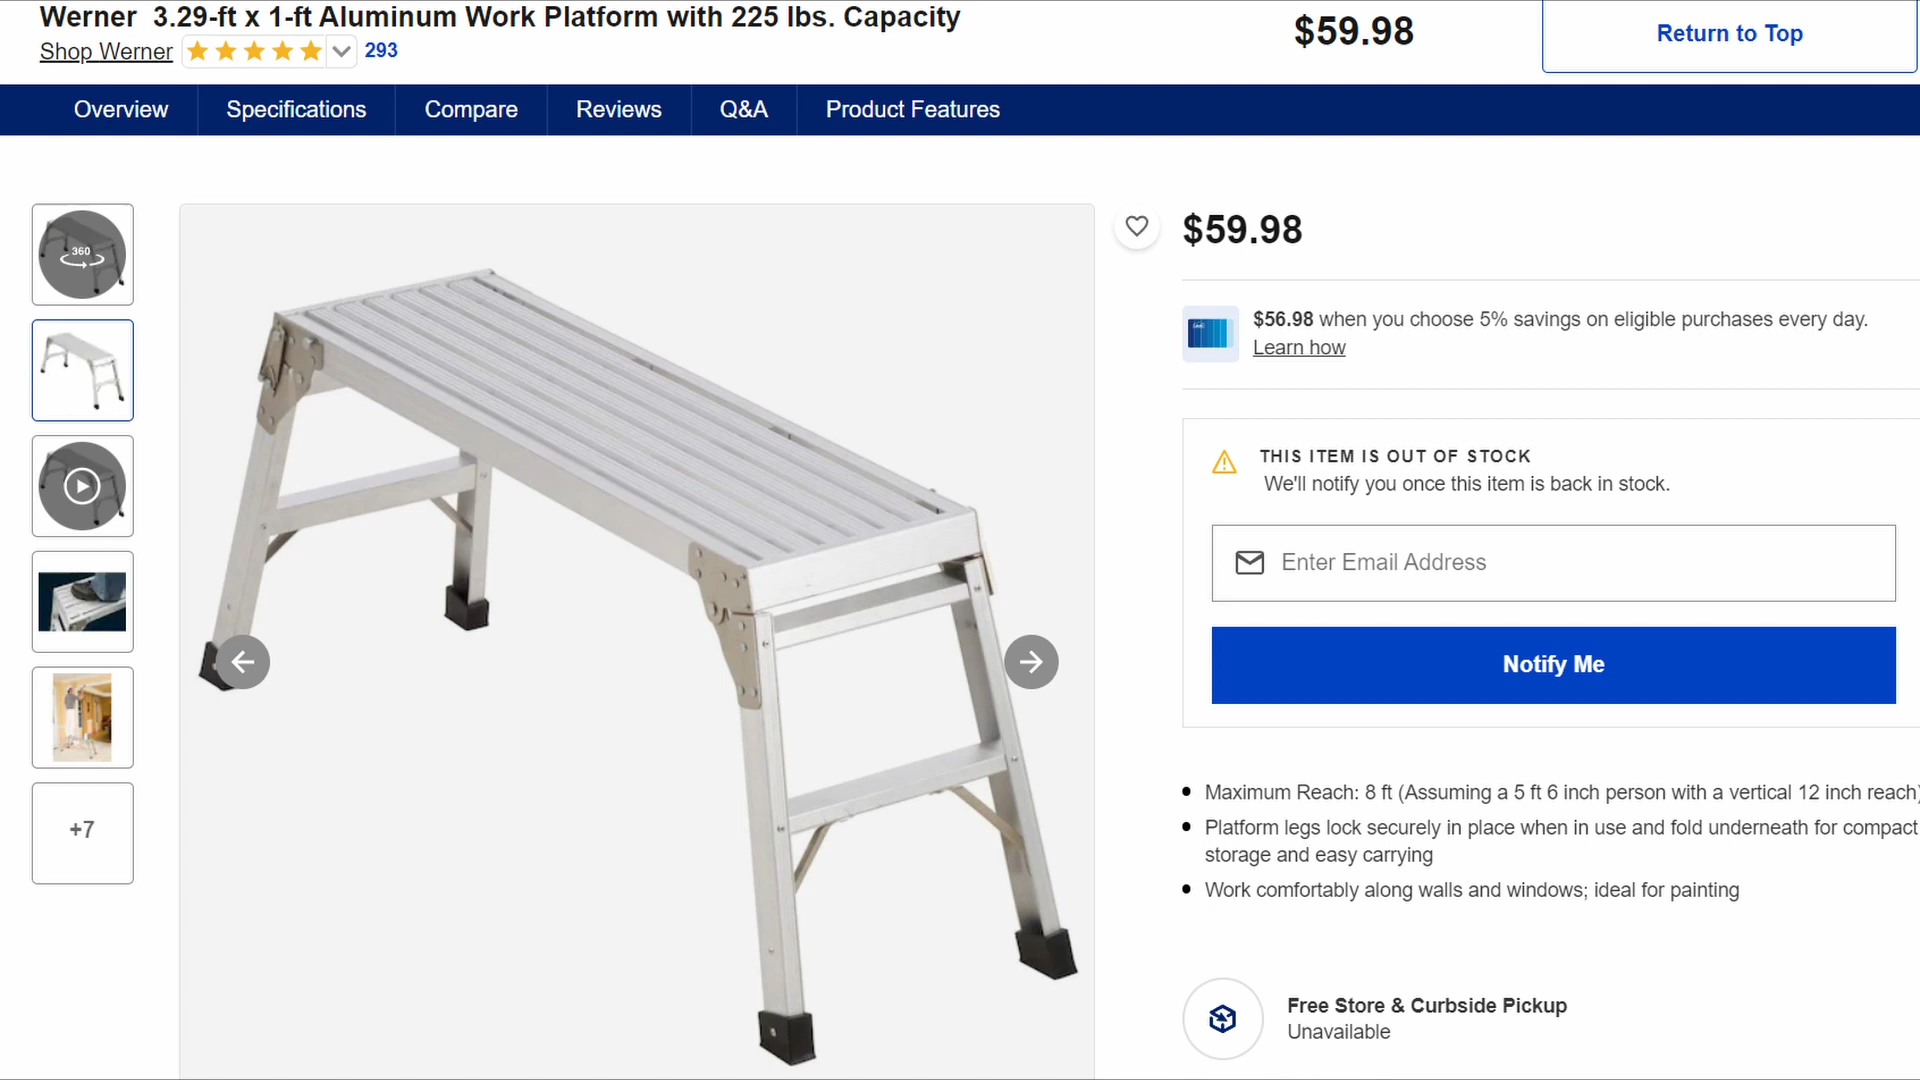 Werner 3.29-ft x 1-ft Aluminum Work Platform with 225 lbs. Capacity
$59.98
Return to Top
Shop Werner
293
Overview
Specifications
Compare
Reviews
Q&A
Product Features
360
$59.98
$56.98 when you choose 5% savings on eligible purchases every day.
Learn how
THIS ITEM IS OUT OF STOCK
We'll notify you once this item is back in stock.
Enter Email Address
Notify Me
Maximum Reach: 8 ft (Assuming a 5 ft 6 inch person with a vertical 12 inch reach)
Platform legs lock securely in place when in use and fold underneath for compact
storage and easy carrying
Work comfortably along walls and windows; ideal for painting
+7
Free Store & Curbside Pickup
Unavailable